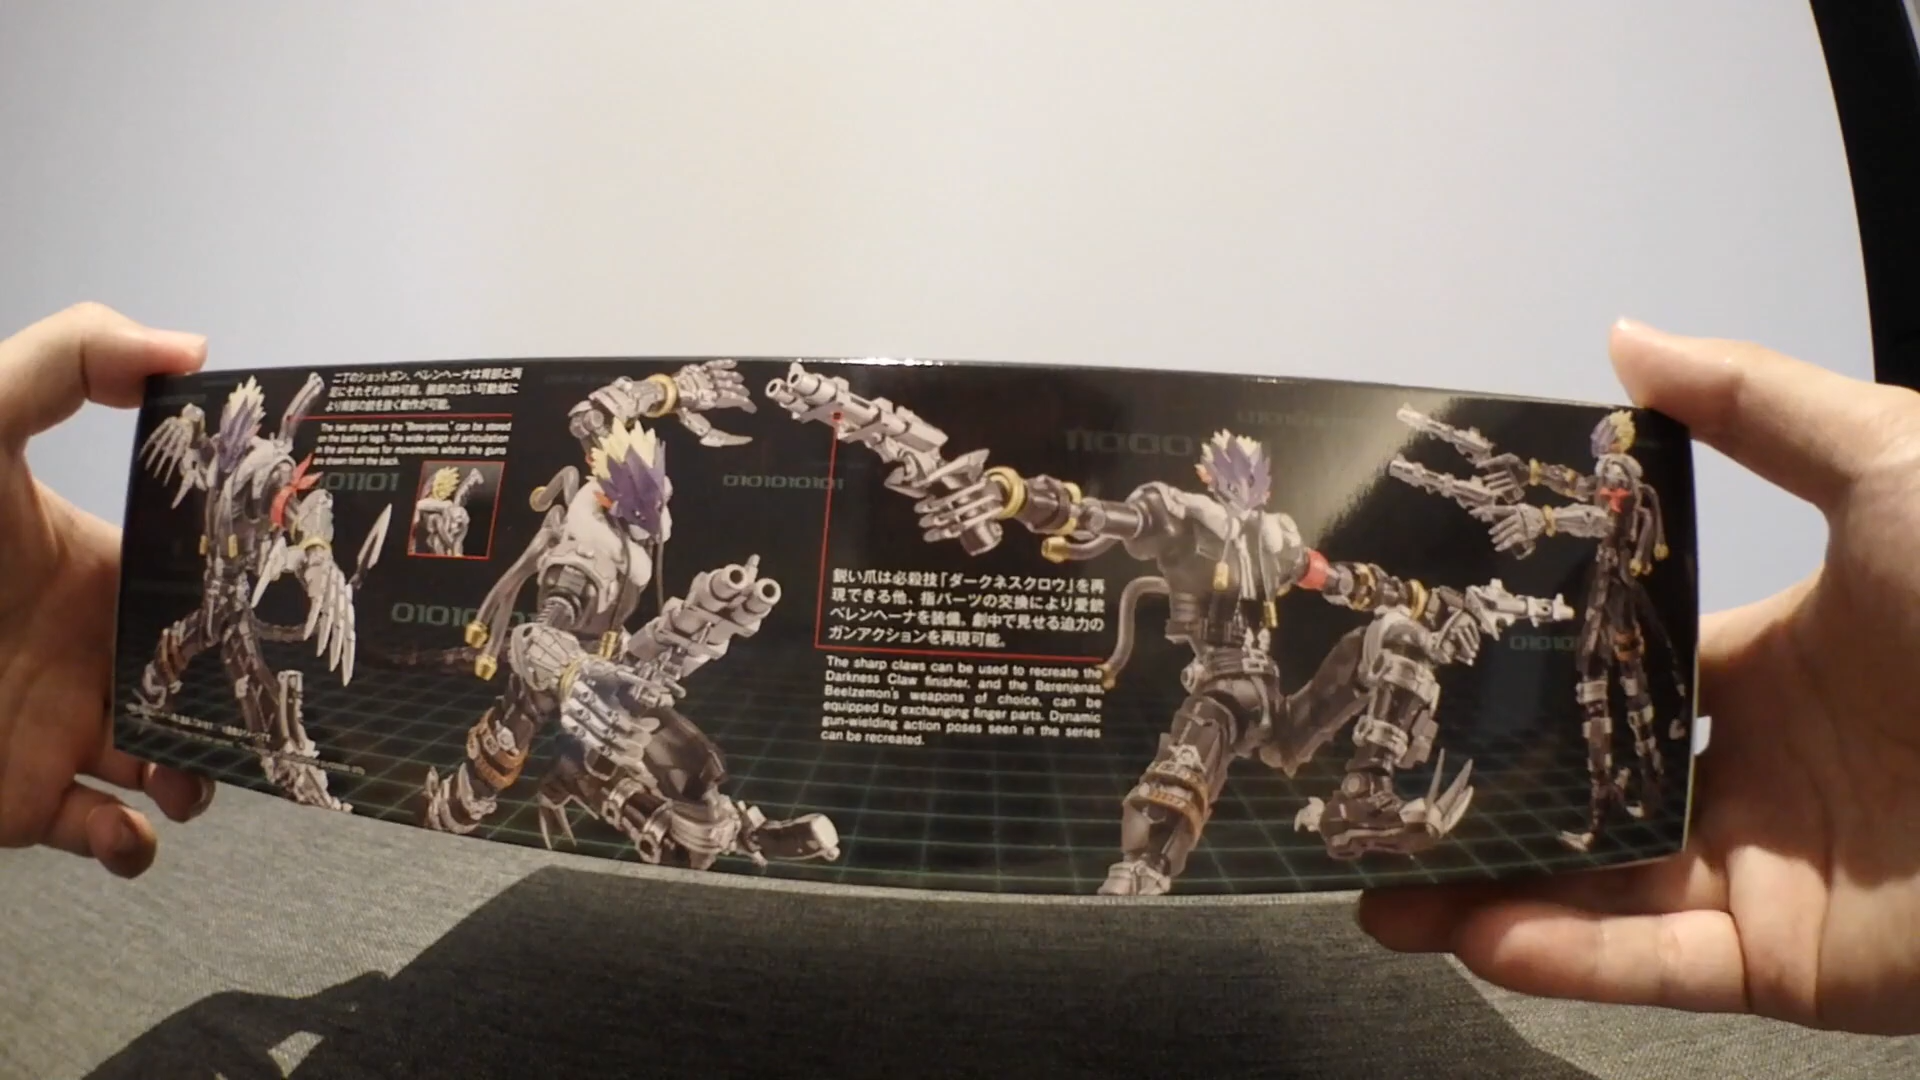 二丁のショットガン、ベレンヘーナは背部と両
足にそれぞれ収納可能。腕部の広い可動域に
より背部の銃を抜く動作が可能。
The two shotguns or the "Berenjenas," can be stored
on the back or legs. The wide range of articulation
in the arms allows for movements where the guns
are drawn from the back.
01101
0101010101
11000
鋭い爪は必殺技「ダークネスクロウ」を再
現できる他、指パーツの交換により愛銃
ベレンヘーナを装備。劇中で見せる迫力の
ガンアクションを再現可能。
The sharp claws can be used to recreate the
Darkness Claw finisher, and the Berenjenas,
Beelzemon's weapons of choice, can be
equipped by exchanging finger parts. Dynamic
gun-wielding action poses seen in the series
can be recreated.